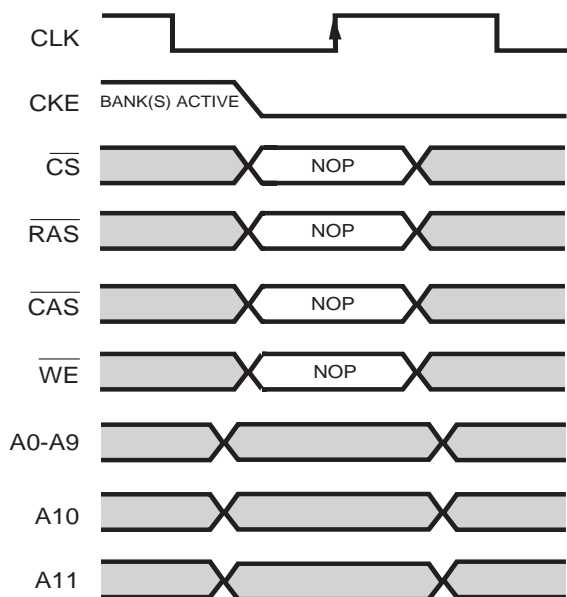 CLK
CKE BANK(S) ACTIVE
CS NOP
RAS NOP
CAS NOP
WE NOP
A0-A9
A10
A11